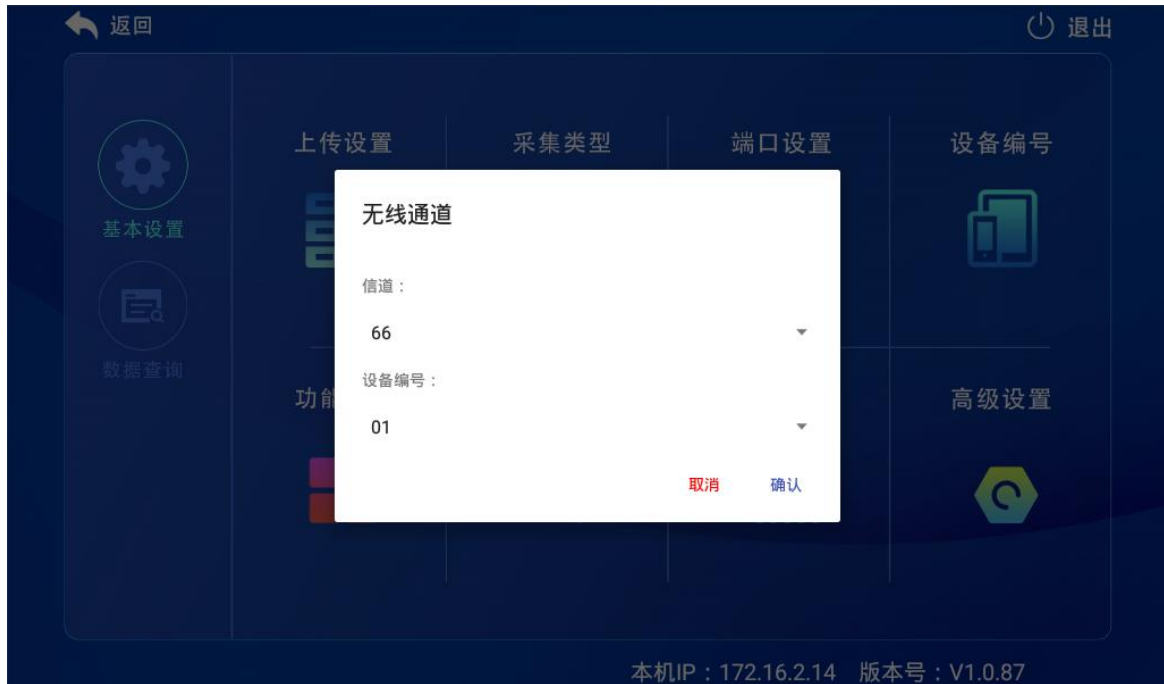 返回
退出
上传设置
采集类型
端口设置
设备编号
基本设置
无线通道
信道：
66
设备编号：
01
数据查询
功能
高级设置
取消
确认
本机IP：172.16.2.14 版本号：V1.0.87